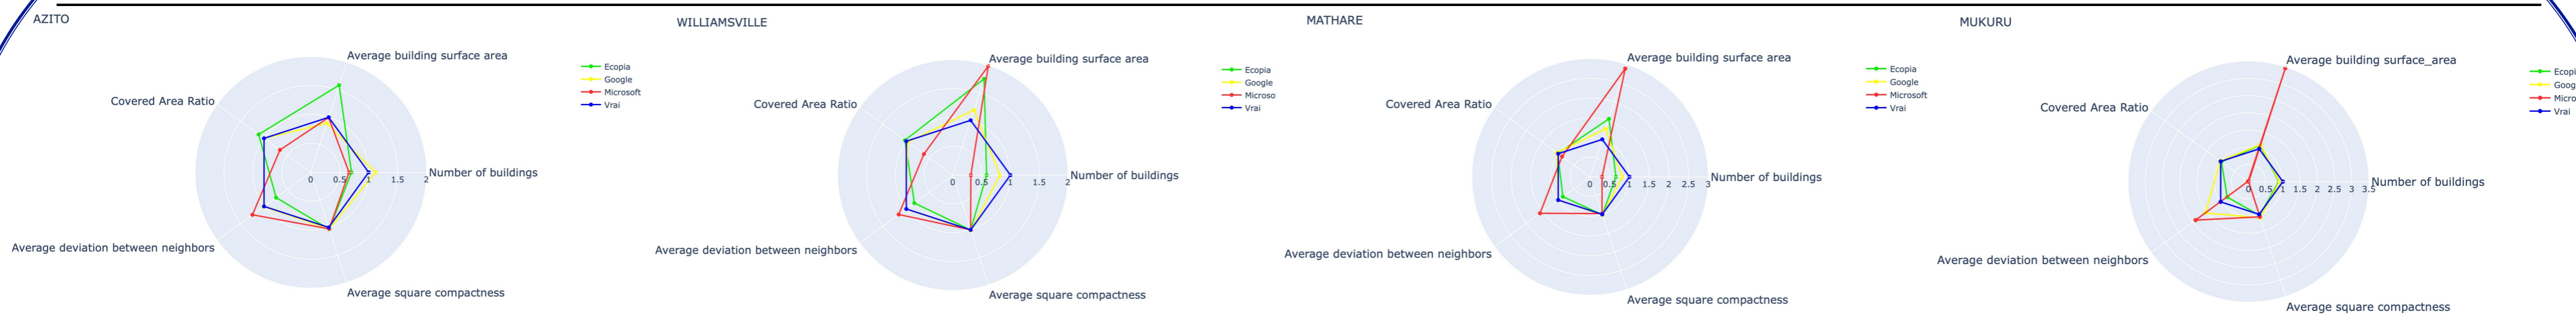 AZITO
Average building surface area
Covered Area Ratio
0 0.5 1 1.5 2
Number of buildings
Average deviation between neighbors
Average square compactness
Ecopia
Google
Microsoft
Vrai
WILLIAMSVILLE
Average building surface area
Covered Area Ratio
0 0.5 1 1.5 2
Number of buildings
Average deviation between neighbors
Average square compactness
Ecopia
Google
Microso
Vrai
MATHARE
Average building surface area
Covered Area Ratio
0 0.5 1 1.5 2 2.5 3
Number of buildings
Average deviation between neighbors
Average square compactness
Ecopia
Google
Microsoft
Vrai
MUKURU
Average building surface_area
Covered Area Ratio
0 0.5 1 1.5 2 2.5 3 3.5
Number of buildings
Average deviation between neighbors
Average square compactness
Ecopi
Goog
Micro
Vrai